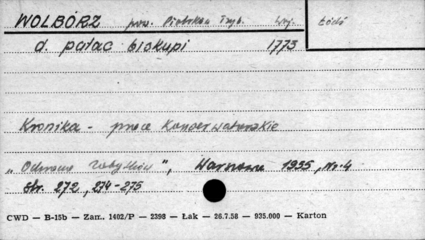 WOLBÓRZ pow. Piotrków Tryb. woj. Łódź
d. pałac biskupi 1773
Kronika - prace Konserwatorskie
„Ochrona Zabytków", Warszawa 1955, Nr. 4
Str. 272, 274-275
CWD — B-15b — Zam. 1402/P — 2398 — Łak — 26.7.58 — 935.000 — Karton